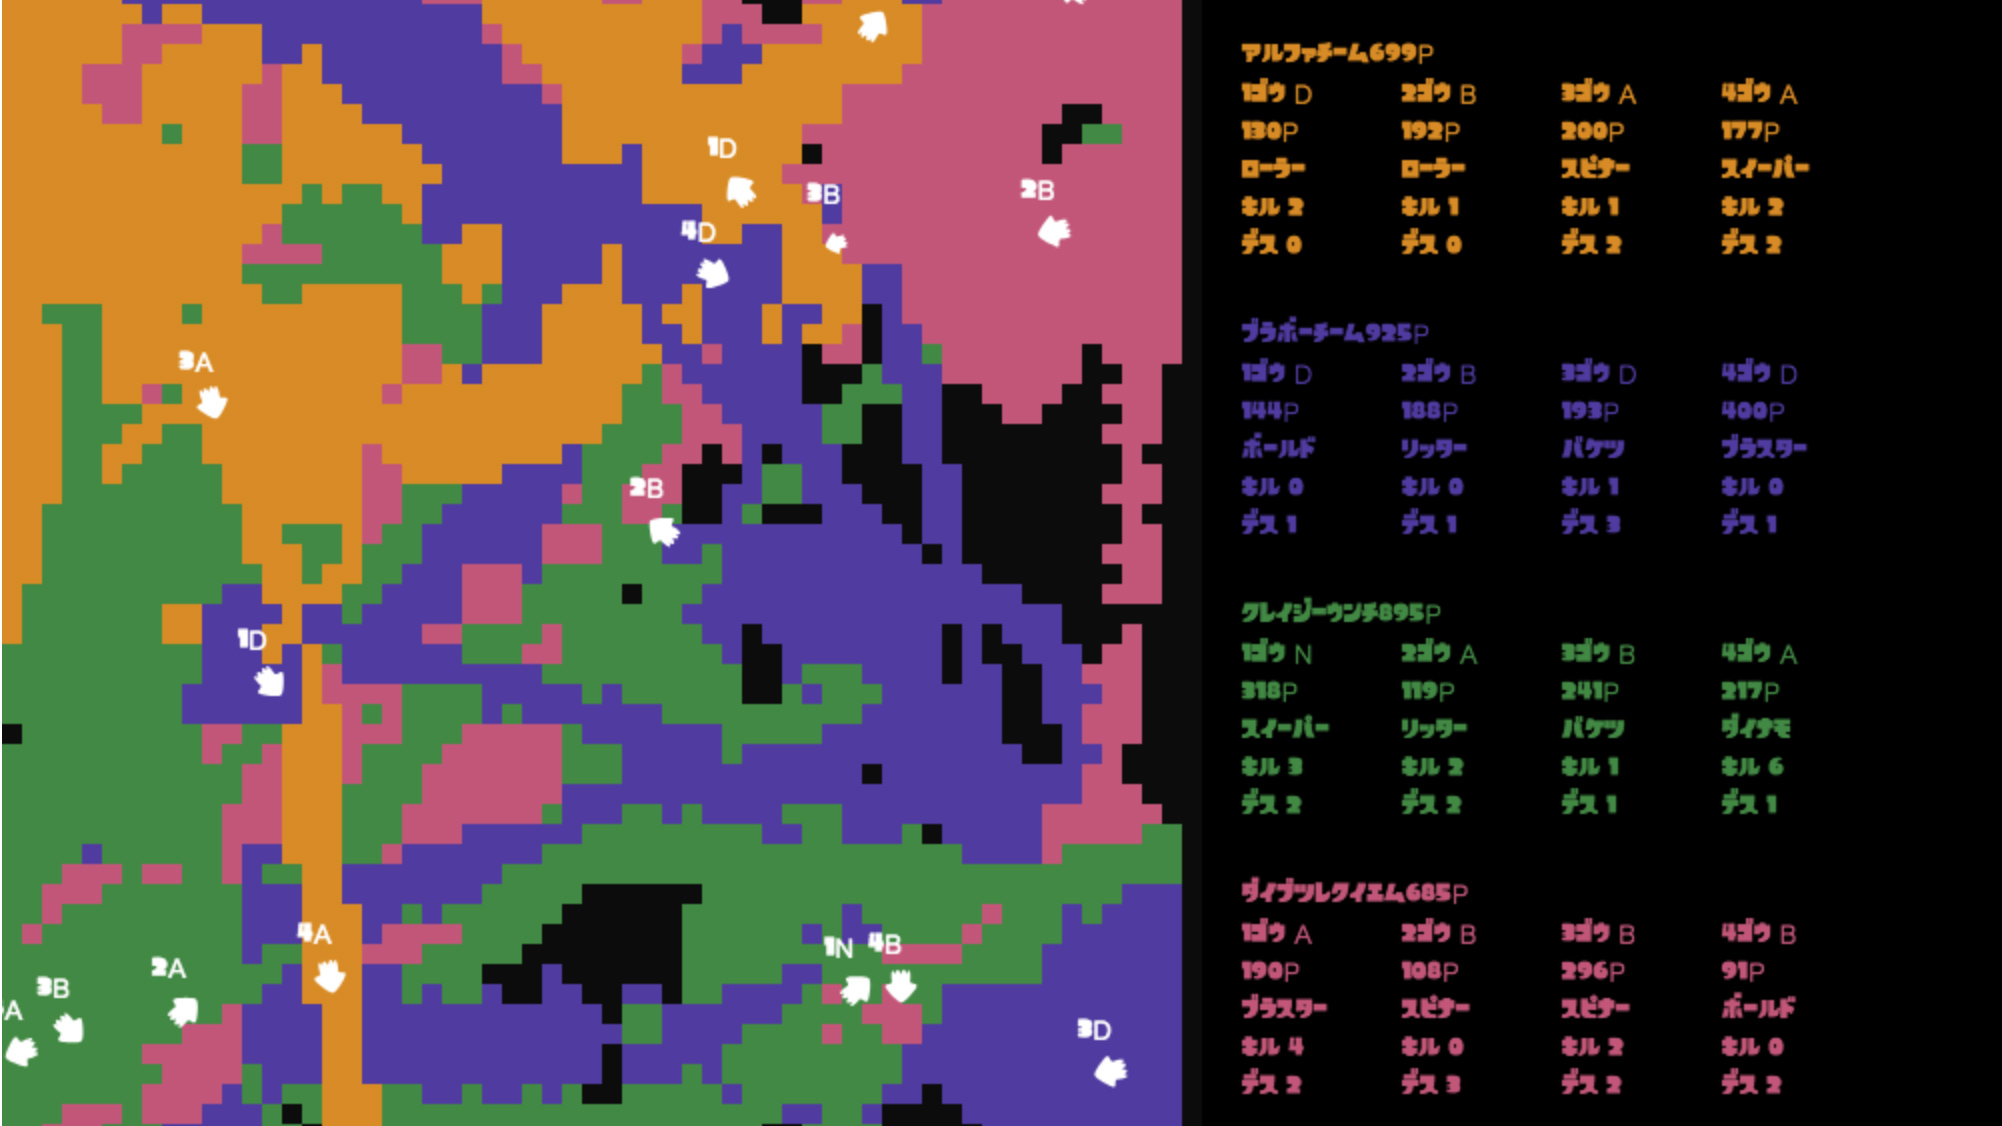 1D
3B
2B
4D
3A
2B
1D
4A
1N 4B
2A
3B
A
3D
アルファチーム699P
1ゴウ D 2ゴウ B 3ゴウ A 4ゴウ A
130P 192P 200P 177P
ローラー ローラー スピナー スイーパー
キル 2 キル 1 キル 1 キル 2
デス 0 デス 0 デス 2 デス 2
ブラボーチーム925P
1ゴウ D 2ゴウ B 3ゴウ D 4ゴウ D
144P 188P 193P 400P
ボールド リッター バケツ ブラスター
キル 0 キル 0 キル 1 キル 0
デス 1 デス 1 デス 3 デス 1
クレイジーウンチ895P
1ゴウ N 2ゴウ A 3ゴウ B 4ゴウ A
318P 119P 241P 217P
スイーパー リッター バケツ ダイナモ
キル 3 キル 2 キル 1 キル 6
デス 2 デス 2 デス 1 デス 1
ダイブツレクイエム685P
1ゴウ A 2ゴウ B 3ゴウ B 4ゴウ B
190P 108P 296P 91P
ブラスター スピナー スピナー ボールド
キル 4 キル 0 キル 2 キル 0
デス 2 デス 3 デス 2 デス 2